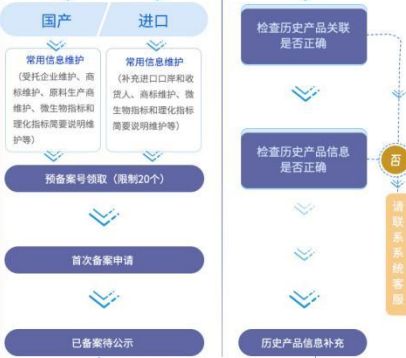 国产
进口
常用信息维护
（受托企业维护、商
标维护、原料生产商
维护、微生物指标和
理化指标简要说明维
护等）
常用信息维护
（补充进口口岸和收
货人、商标维护、微
生物指标和理化指标
简要说明维护等）
预备案号领取（限制20个）
首次备案申请
已备案待公示
检查历史产品关联
是否正确
检查历史产品信息
是否正确
否
请联系系统客服
历史产品信息补充